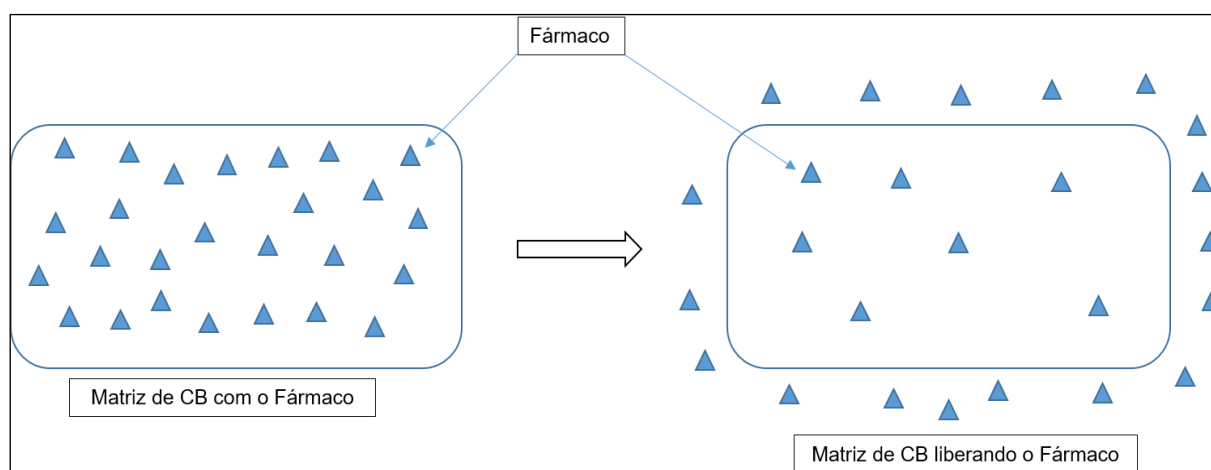 Fármaco
Matriz de CB com o Fármaco
Matriz de CB liberando o Fármaco